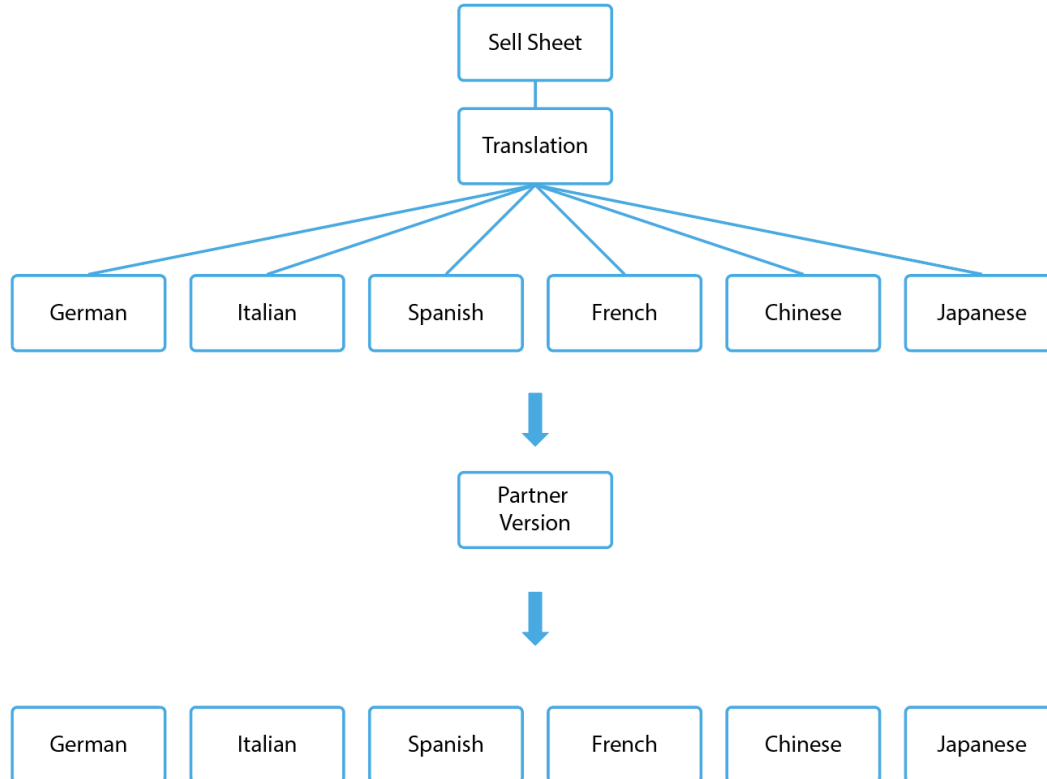 Sell Sheet
Translation
German
Italian
Spanish
French
Chinese
Japanese
Partner
Version
German
Italian
Spanish
French
Chinese
Japanese